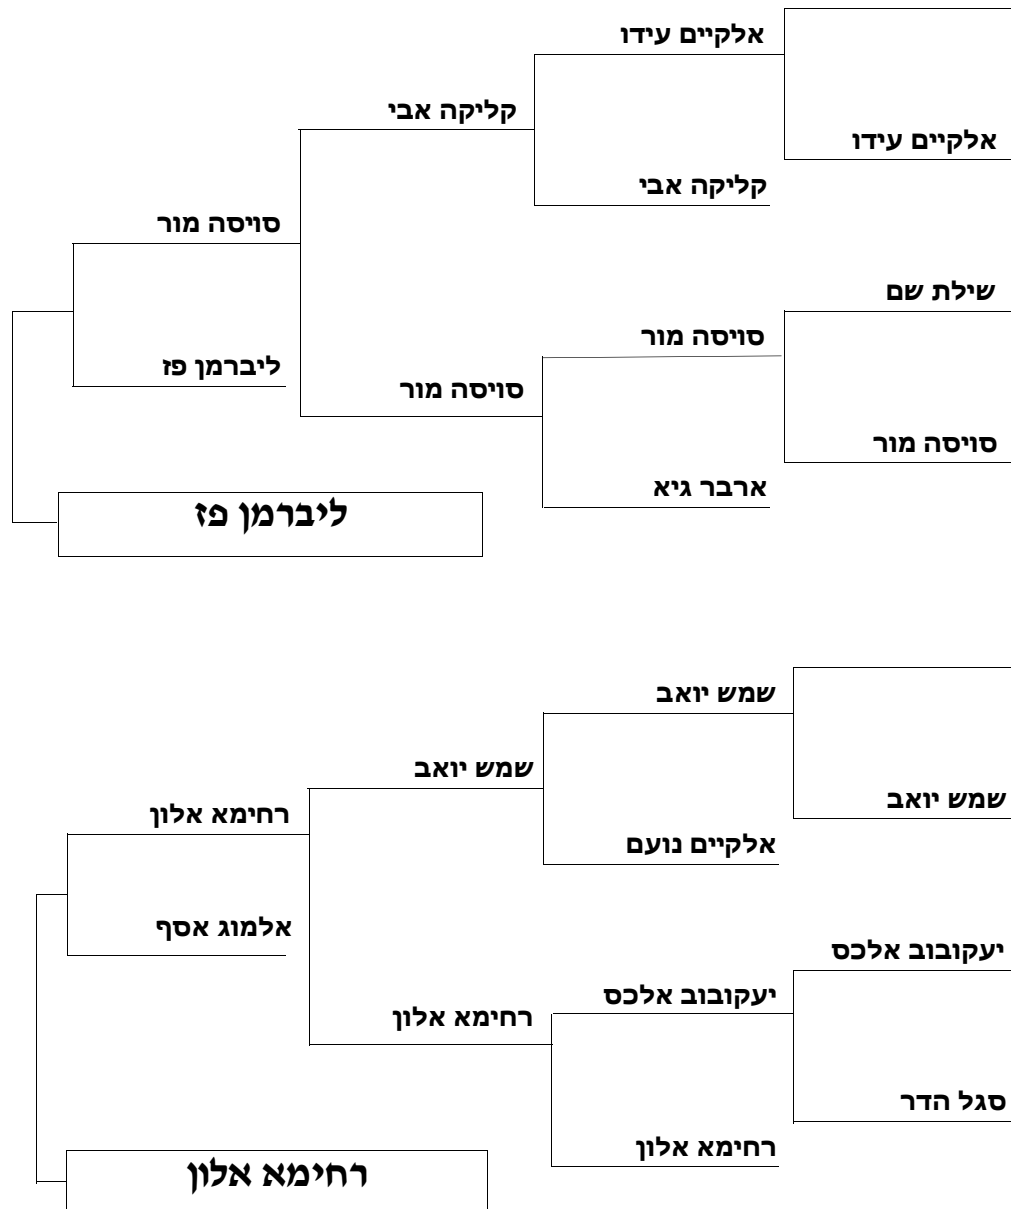 אלקיים עידו
קליקה אבי
אלקיים עידו
קליקה אבי
סויסה מור
שילת שם
סויסה מור
ליברמן פז
סויסה מור
סויסה מור
ארבר גיא
ליברמן פז
שמש יואב
שמש יואב
שמש יואב
רחימא אלון
אלקיים נועם
אלמוג אסף
יעקובוב אלכס
יעקובוב אלכס
רחימא אלון
סגל הדר
רחימא אלון
רחימא אלון